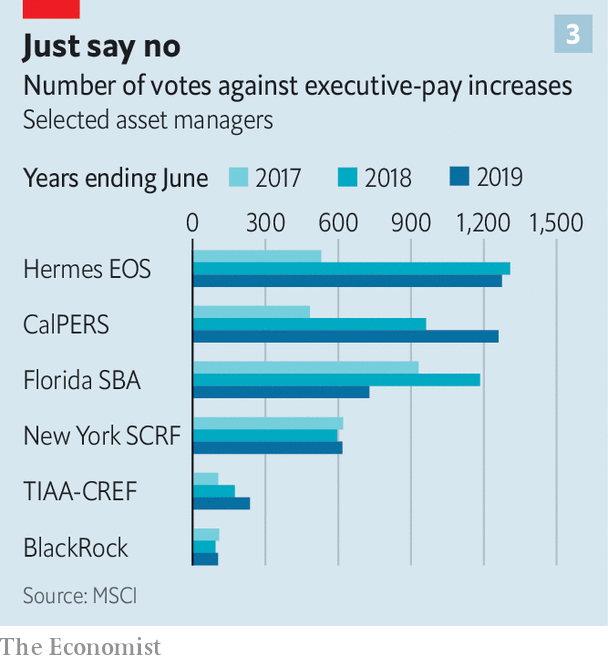 Just say no
3
Number of votes against executive-pay increases
Selected asset managers
Years ending June 2017 2018 2019
0 300 600 900 1,200 1,500
Hermes EOS
CalPERS
Florida SBA
New York SCRF
TIAA-CREF
BlackRock
Source: MSCI
The Economist